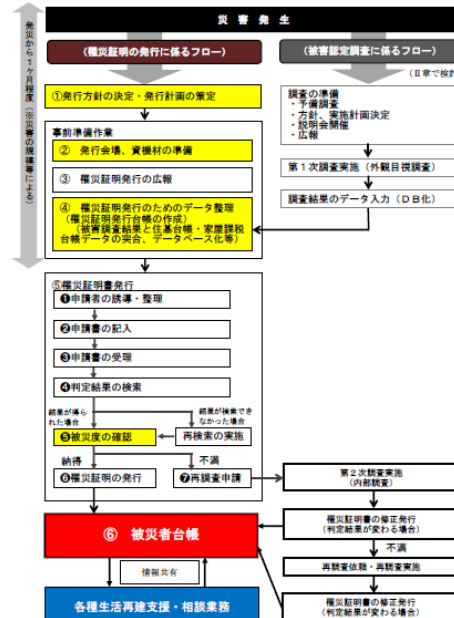 災害発生
(罹災証明の発行に係るフロー)
(被害認定調査に係るフロー)
発災から1ヶ月程度(※災害の規模等による)
①発行方針の決定・発行計画の策定
事前準備作業
② 発行会場、資機材の準備
③ 罹災証明発行の広報
④ 罹災証明発行のためのデータ整理
(罹災証明発行台帳の作成)
(被害調査結果と住基台帳・家屋課税
台帳データの突合、データベース化等)
(Ⅱ章で検討
調査の準備
・予備調査
・方針、実施計画決定
・説明会開催
・広報
第1次調査実施(外観目視調査)
調査結果のデータ入力(DB化)
⑤罹災証明書発行
❶申請者の誘導・整理
❷申請書の記入
❸申請書の受理
❹判定結果の検索
結果が得ら
れた場合
結果が検索でき
なかった場合
❺被災度の確認
再検索の実施
納得
不満
❻罹災証明の発行
❼再調査申請
第2次調査実施
(内部調査)
⑥ 被災者台帳
罹災証明書の修正発行
(判定結果が変わる場合)
不満
情報共有
再調査依頼・再調査実施
各種生活再建支援・相談業務
罹災証明書の修正発行
(判定結果が変わる場合)